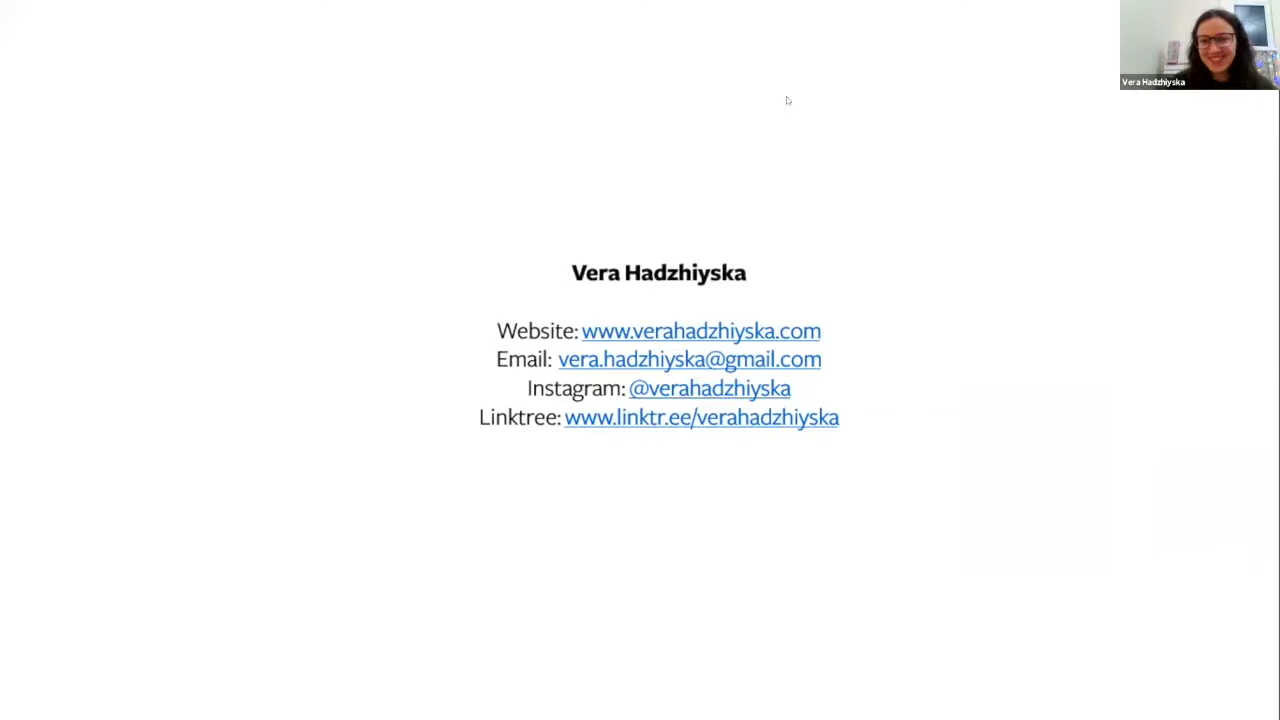 Vera Hadzhiyska
Vera Hadzhiyska
Website: www.verahadzhiyska.com
Email: vera.hadzhiyska@gmail.com
Instagram: @verahadzhiyska
Linktree: www.linktr.ee/verahadzhiyska